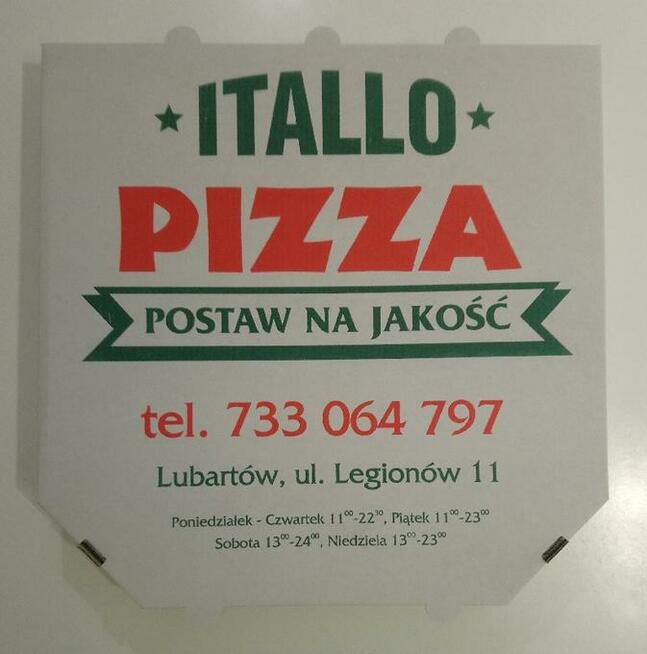 ITALLO
PIZZA
POSTAW NA JAKOŚĆ
tel. 733 064 797
Lubartów, ul. Legionów 11
Poniedziałek - Czwartek 11⁰⁰-22³⁰, Piątek 11⁰⁰-23⁰⁰
Sobota 13⁰⁰-24⁰⁰, Niedziela 13⁰⁰-23⁰⁰